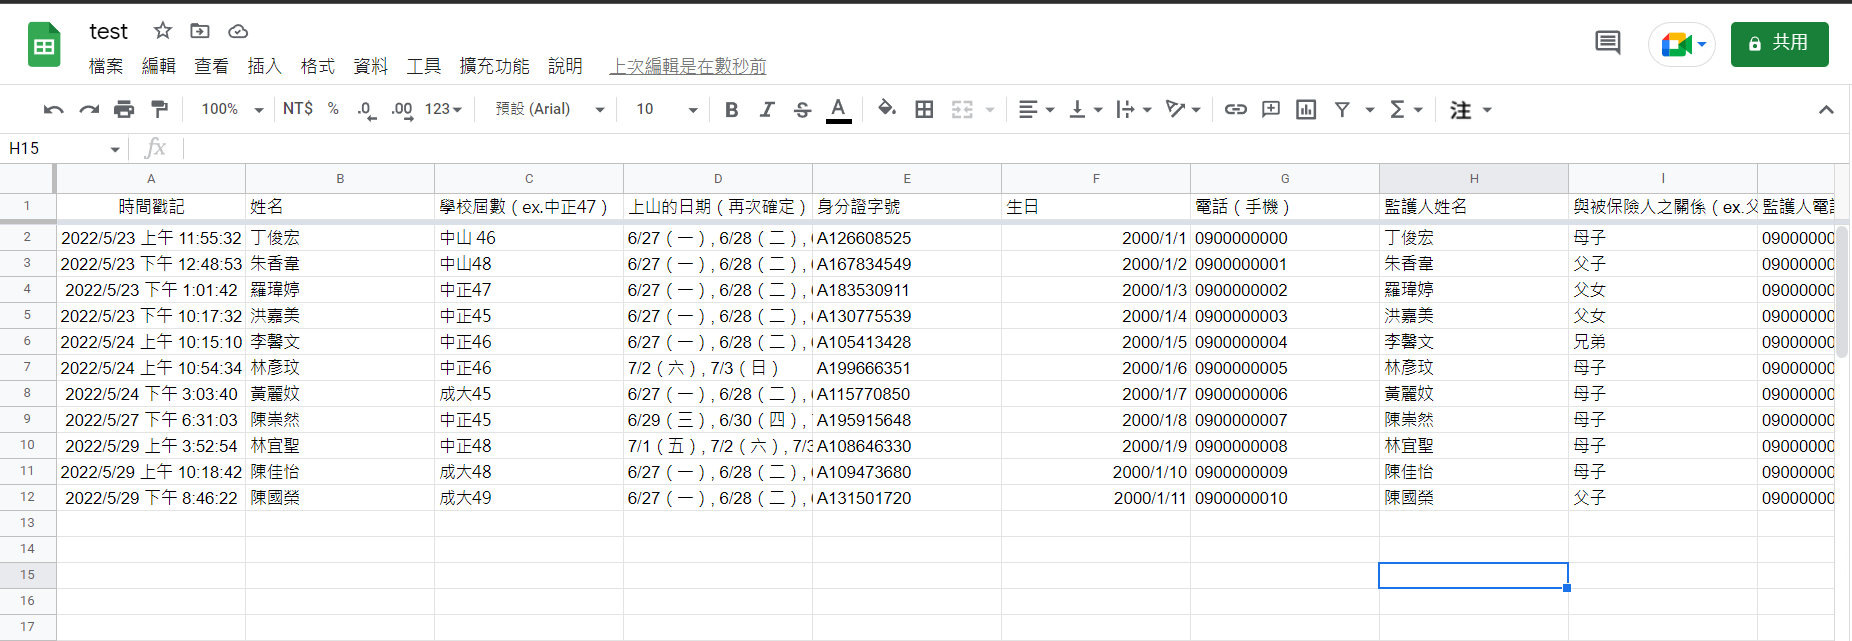 test
檔案 編輯 查看 插入 格式 資料 工具 擴充功能 說明 上次編輯是在數秒前
共用
100% NT$ % .0 .00 123 預設 (Arial) 10 B I S A 注
H15 fx
A B C D E F G H I
1 時間戳記 姓名 學校屆數（ex.中正47） 上山的日期（再次確定） 身分證字號 生日 電話（手機） 監護人姓名 與被保險人之關係（ex.父 監護人電
2 2022/5/23 上午 11:55:32 丁俊宏 中山 46 6/27（一）, 6/28（二）, A126608525 2000/1/1 0900000000 丁俊宏 母子 09000000
3 2022/5/23 下午 12:48:53 朱香韋 中山48 6/27（一）, 6/28（二）, A167834549 2000/1/2 0900000001 朱香韋 父子 09000000
4 2022/5/23 下午 1:01:42 羅瑋婷 中正47 6/27（一）, 6/28（二）, A183530911 2000/1/3 0900000002 羅瑋婷 父女 09000000
5 2022/5/23 下午 10:17:32 洪嘉美 中正45 6/27（一）, 6/28（二）, A130775539 2000/1/4 0900000003 洪嘉美 父女 09000000
6 2022/5/24 上午 10:15:10 李馨文 中正46 6/27（一）, 6/28（二）, A105413428 2000/1/5 0900000004 李馨文 兄弟 09000000
7 2022/5/24 上午 10:54:34 林彥玟 中正46 7/2（六）, 7/3（日） A199666351 2000/1/6 0900000005 林彥玟 母子 09000000
8 2022/5/24 下午 3:03:40 黃麗妏 成大45 6/27（一）, 6/28（二）, A115770850 2000/1/7 0900000006 黃麗妏 母子 09000000
9 2022/5/27 下午 6:31:03 陳崇然 中正45 6/29（三）, 6/30（四）, A195915648 2000/1/8 0900000007 陳崇然 母子 09000000
10 2022/5/29 上午 3:52:54 林宜聖 中正48 7/1（五）, 7/2（六）, 7/3 A108646330 2000/1/9 0900000008 林宜聖 母子 09000000
11 2022/5/29 上午 10:18:42 陳佳怡 成大48 6/27（一）, 6/28（二）, A109473680 2000/1/10 0900000009 陳佳怡 母子 09000000
12 2022/5/29 下午 8:46:22 陳國榮 成大49 6/27（一）, 6/28（二）, A131501720 2000/1/11 0900000010 陳國榮 父子 09000000
13
14
15
16
17